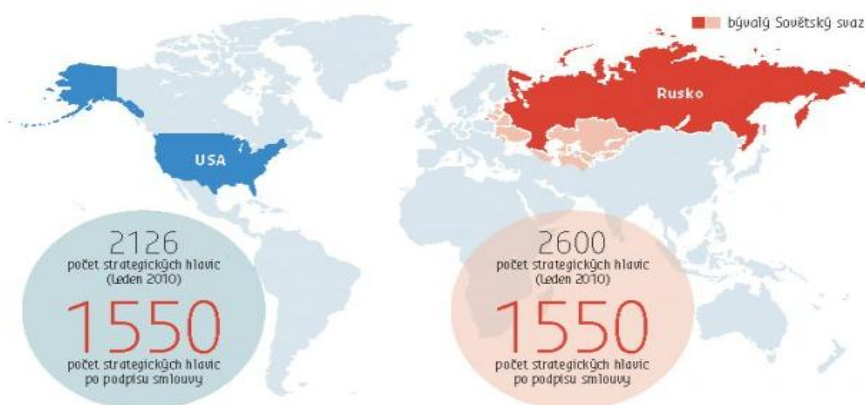 bývalý Sovětský svaz
Rusko
USA
2126
počet strategických hlavic
(Leden 2010)
1550
počet strategických hlavic
po podpisu smlouvy
2600
počet strategických hlavic
(Leden 2010)
1550
počet strategických hlavic
po podpisu smlouvy